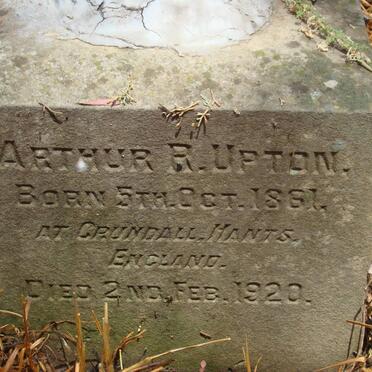 ARTHUR R. UPTON.
BORN 5TH. OCT. 1861.
AT CRUNDALL, HANTS,
ENGLAND.
DIED 2ND. FEB. 1920.